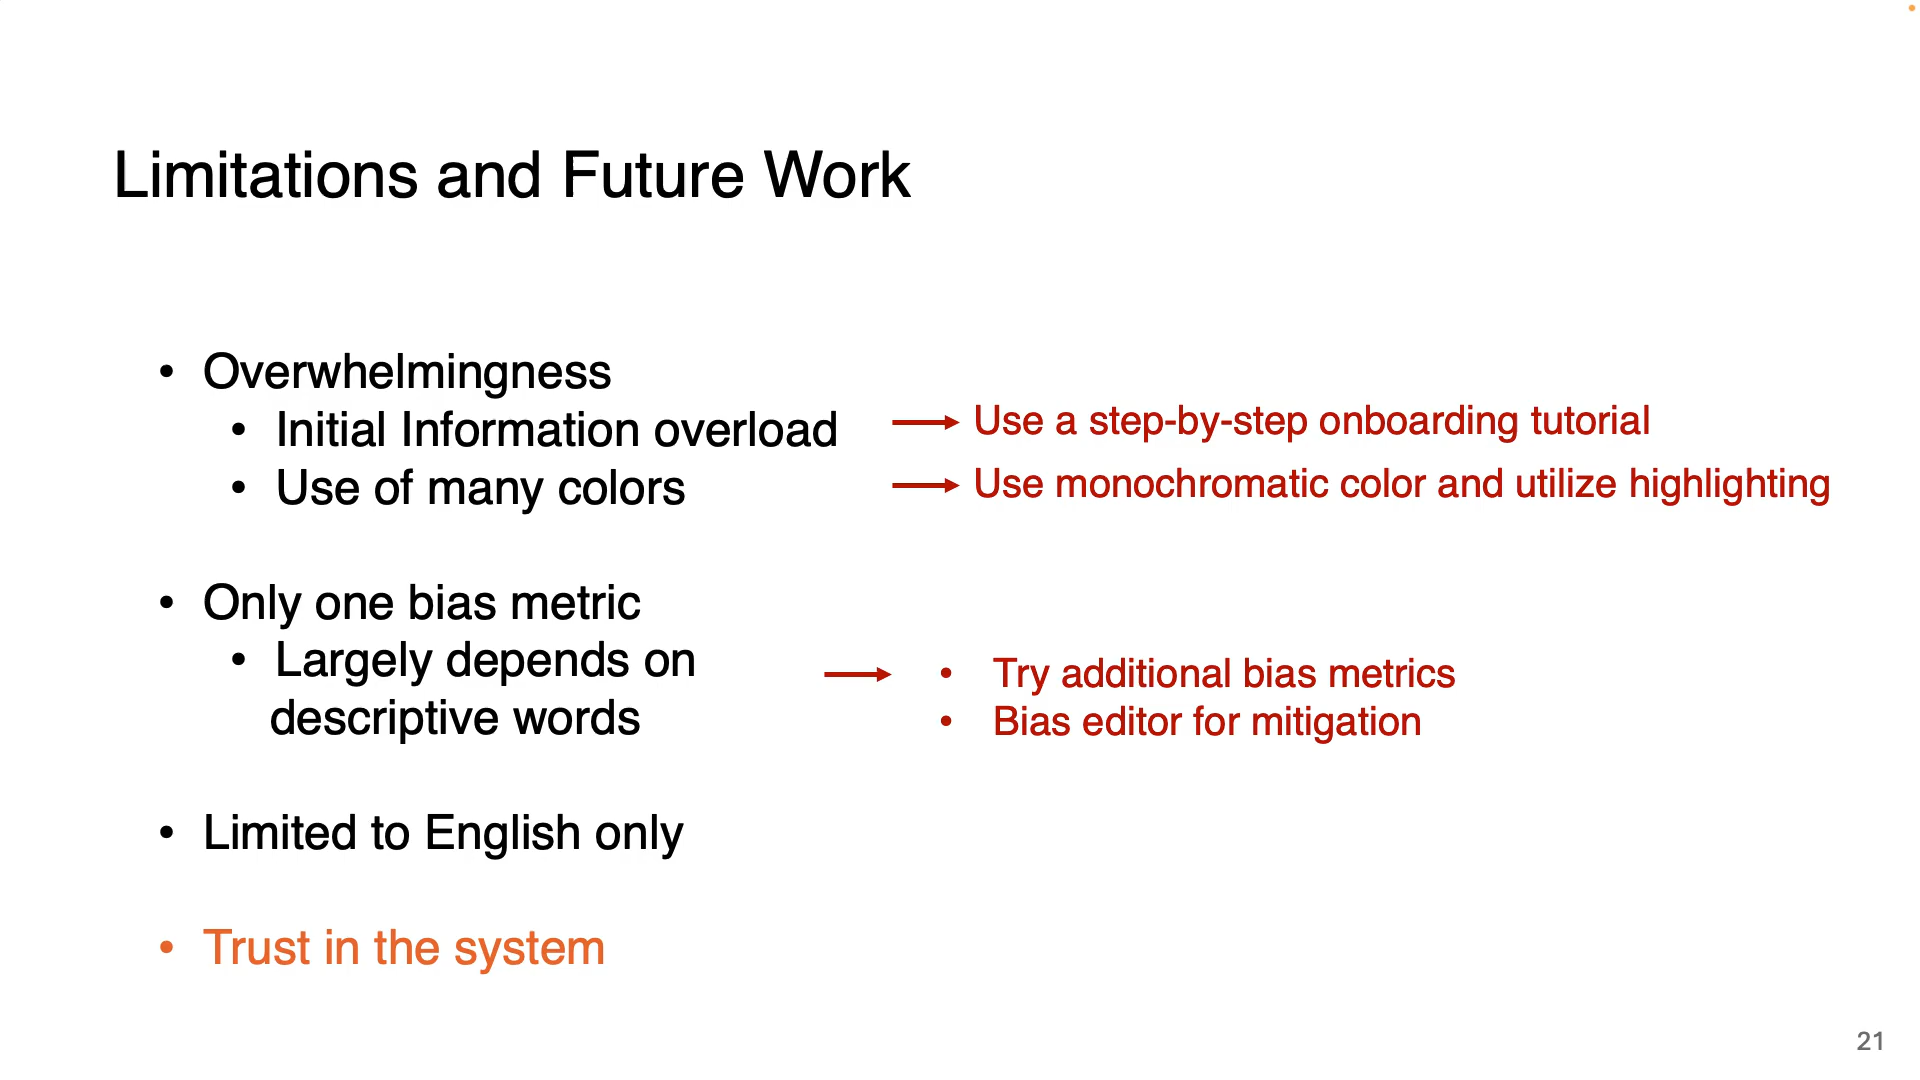 Limitations and Future Work
• Overwhelmingness
• Initial Information overload
Use a step-by-step onboarding tutorial
• Use of many colors
Use monochromatic color and utilize highlighting
• Only one bias metric
• Largely depends on
descriptive words
• Try additional bias metrics
• Bias editor for mitigation
• Limited to English only
• Trust in the system
21